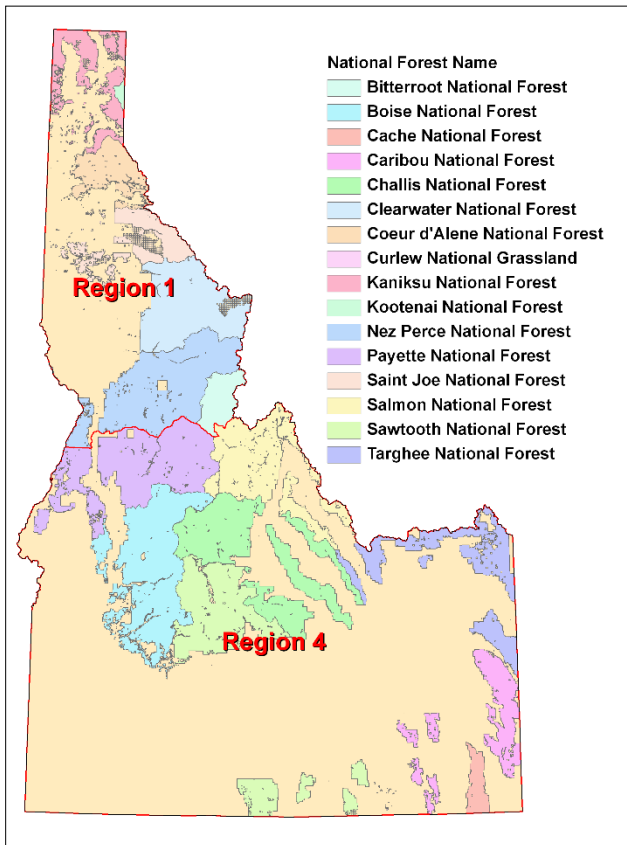 National Forest Name
Bitterroot National Forest
Boise National Forest
Cache National Forest
Caribou National Forest
Challis National Forest
Clearwater National Forest
Coeur d'Alene National Forest
Curlew National Grassland
Kaniksu National Forest
Kootenai National Forest
Nez Perce National Forest
Payette National Forest
Saint Joe National Forest
Salmon National Forest
Sawtooth National Forest
Targhee National Forest
Region 1
Region 4